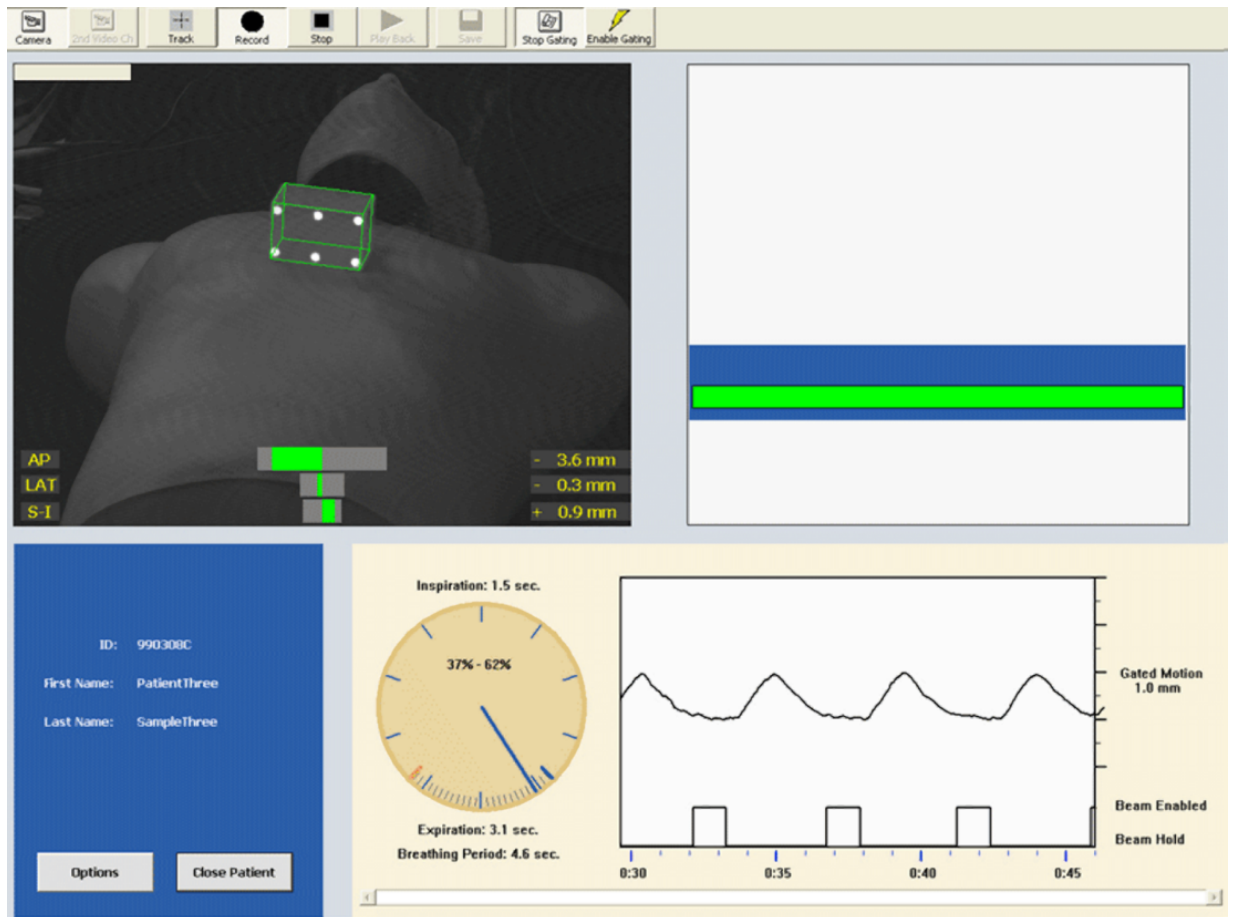 Camera
2nd Video Ch
Track
Record
Stop
Play Back
Save
Stop Gating
Enable Gating
AP - 3.6 mm
LAT - 0.3 mm
S-I + 0.9 mm
ID: 990308C
First Name: PatientThree
Last Name: SampleThree
Options
Close Patient
Inspiration: 1.5 sec.
37% - 62%
Expiration: 3.1 sec.
Breathing Period: 4.6 sec.
Gated Motion
1.0 mm
Beam Enabled
Beam Hold
0:30 0:35 0:40 0:45